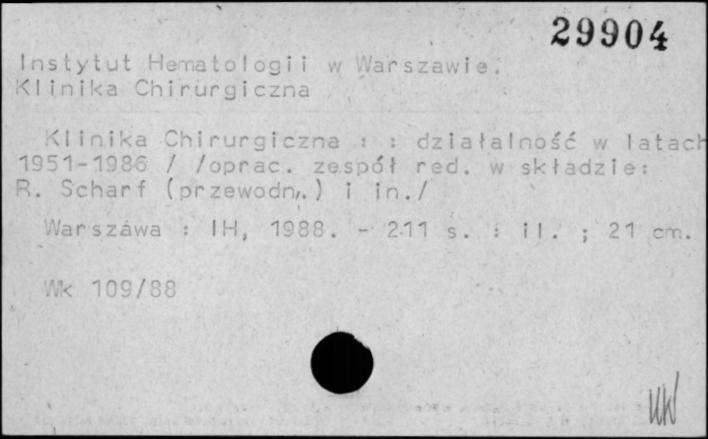 29904
Instytut Hematologii w Warszawie.
Klinika Chirurgiczna
Klinika Chirurgiczna : : działalność w latach
1951-1986 / /oprac. zespół red. w składzie:
R. Scharf (przewodn.) i in./
Warszawa : IH, 1988. - 211 s. : il. ; 21 cm.
Wk 109/88